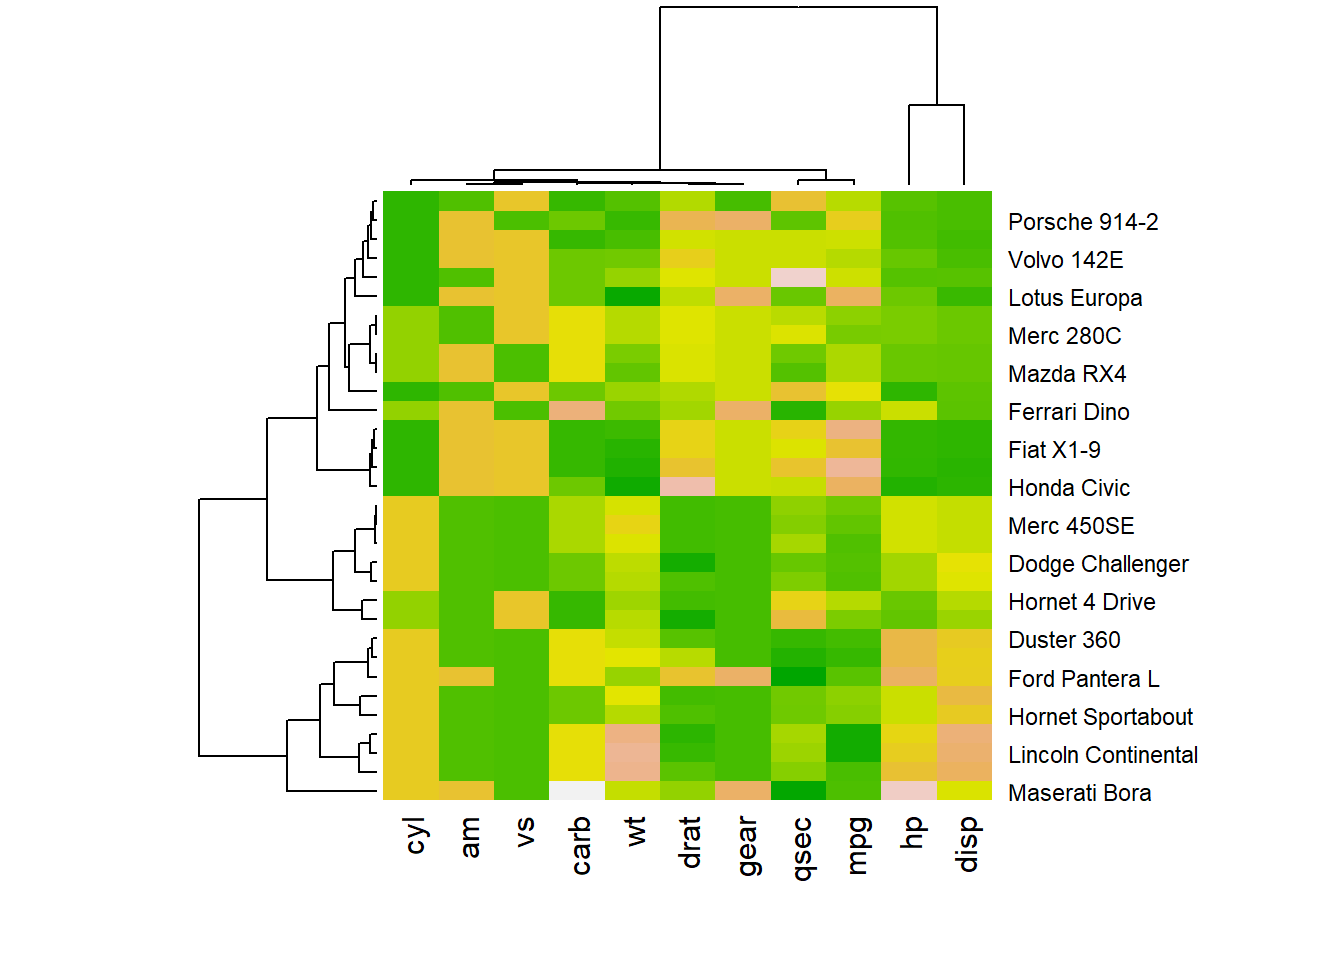 Porsche 914-2
Volvo 142E
Lotus Europa
Merc 280C
Mazda RX4
Ferrari Dino
Fiat X1-9
Honda Civic
Merc 450SE
Dodge Challenger
Hornet 4 Drive
Duster 360
Ford Pantera L
Hornet Sportabout
Lincoln Continental
Maserati Bora
cyl
am
vs
carb
wt
drat
gear
qsec
mpg
hp
disp